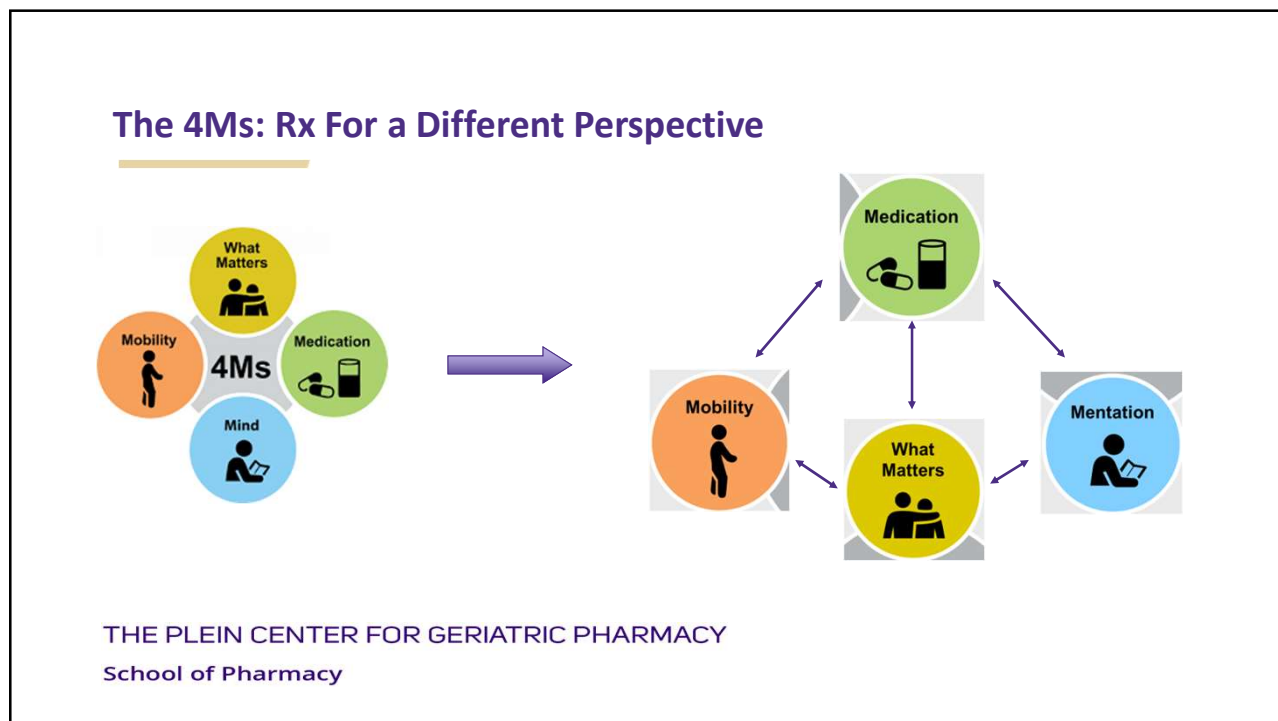 The 4Ms: Rx For a Different Perspective
What
Matters
Mobility
4Ms
Medication
Mind
Medication
Mobility
What
Matters
Mentation
THE PLEIN CENTER FOR GERIATRIC PHARMACY
School of Pharmacy